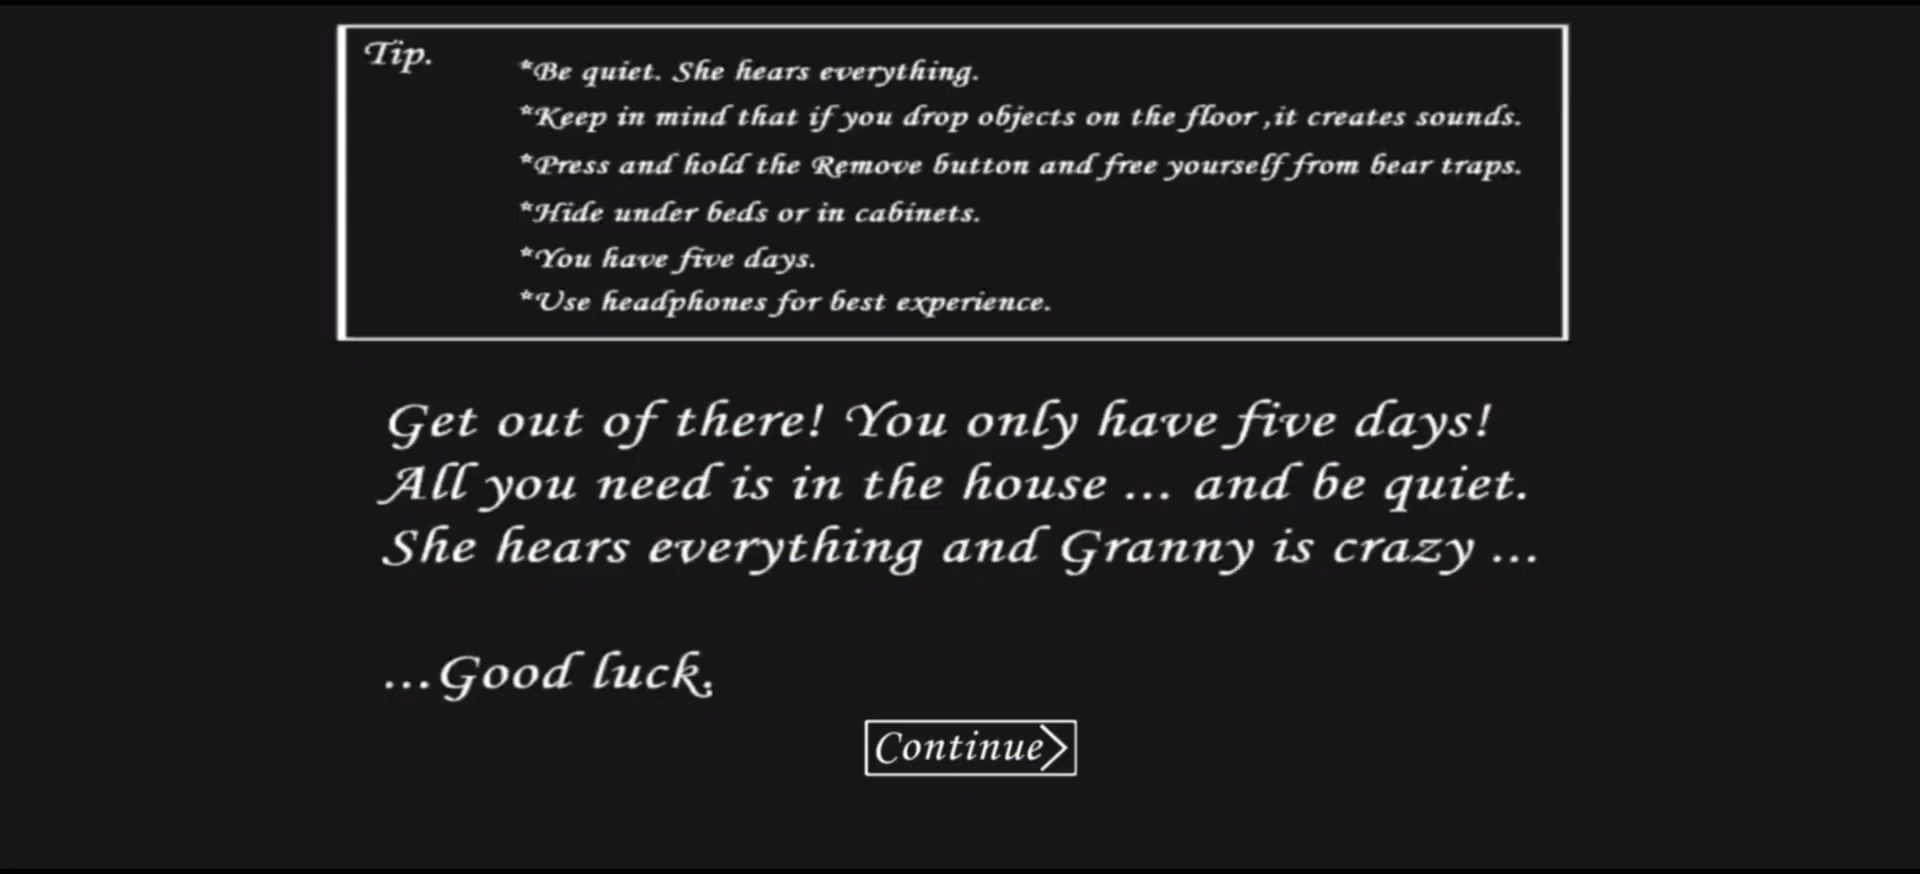 Tip.
*Be quiet. She hears everything.
*Keep in mind that if you drop objects on the floor ,it creates sounds.
*Press and hold the Remove button and free yourself from bear traps.
*Hide under beds or in cabinets.
*You have five days.
*Use headphones for best experience.
Get out of there! You only have five days!
All you need is in the house ... and be quiet.
She hears everything and Granny is crazy ...
...Good luck.
Continue>